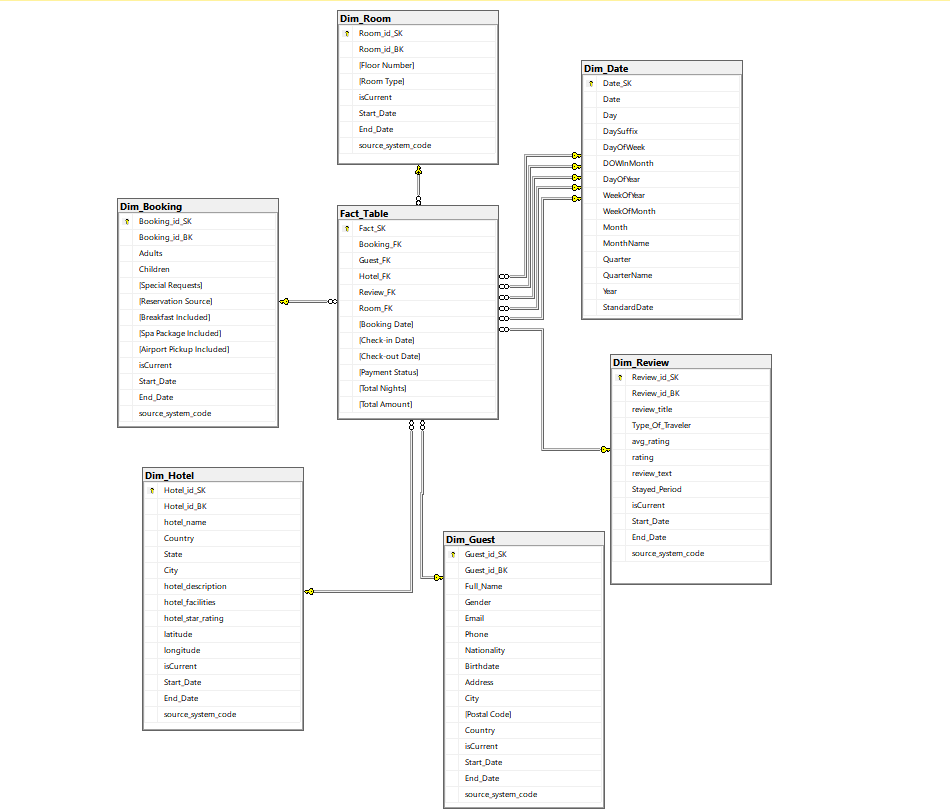 Dim_Room
Room_id_SK
Room_id_BK
[Floor Number]
[Room Type]
isCurrent
Start_Date
End_Date
source_system_code
Dim_Date
Date_SK
Date
Day
DaySuffix
DayOfWeek
DOWInMonth
DayOfYear
WeekOfYear
WeekOfMonth
Month
MonthName
Quarter
QuarterName
Year
StandardDate
Dim_Booking
Booking_id_SK
Booking_id_BK
Adults
Children
[Special Requests]
[Reservation Source]
[Breakfast Included]
[Spa Package Included]
[Airport Pickup Included]
isCurrent
Start_Date
End_Date
source_system_code
Fact_Table
Fact_SK
Booking_FK
Guest_FK
Hotel_FK
Review_FK
Room_FK
[Booking Date]
[Check-in Date]
[Check-out Date]
[Payment Status]
[Total Nights]
[Total Amount]
Dim_Review
Review_id_SK
Review_id_BK
review_title
Type_Of_Traveler
avg_rating
rating
review_text
Stayed_Period
isCurrent
Start_Date
End_Date
source_system_code
Dim_Hotel
Hotel_id_SK
Hotel_id_BK
hotel_name
Country
State
City
hotel_description
hotel_facilities
hotel_star_rating
latitude
longitude
isCurrent
Start_Date
End_Date
source_system_code
Dim_Guest
Guest_id_SK
Guest_id_BK
Full_Name
Gender
Email
Phone
Nationality
Birthdate
Address
City
[Postal Code]
Country
isCurrent
Start_Date
End_Date
source_system_code